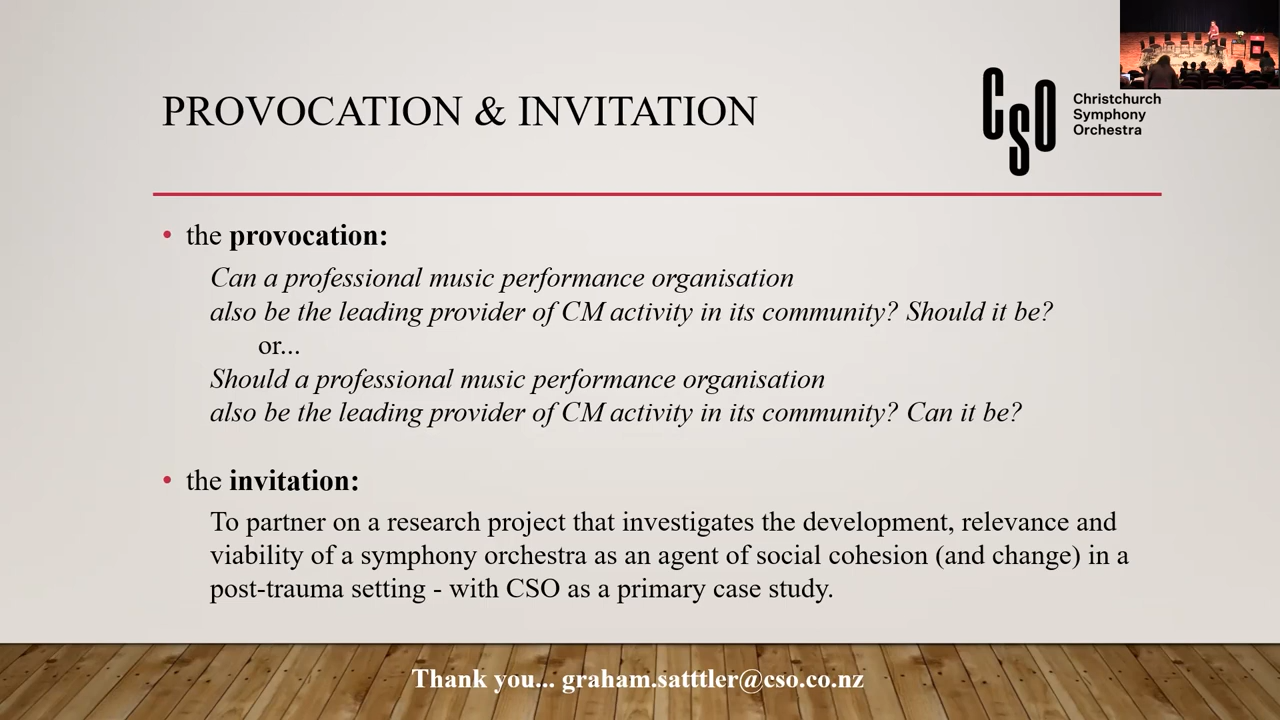 PROVOCATION & INVITATION
CSO
Christchurch
Symphony
Orchestra
• the provocation:
Can a professional music performance organisation
also be the leading provider of CM activity in its community? Should it be?
or...
Should a professional music performance organisation
also be the leading provider of CM activity in its community? Can it be?
• the invitation:
To partner on a research project that investigates the development, relevance and
viability of a symphony orchestra as an agent of social cohesion (and change) in a
post-trauma setting - with CSO as a primary case study.
Thank you... graham.satttler@cso.co.nz